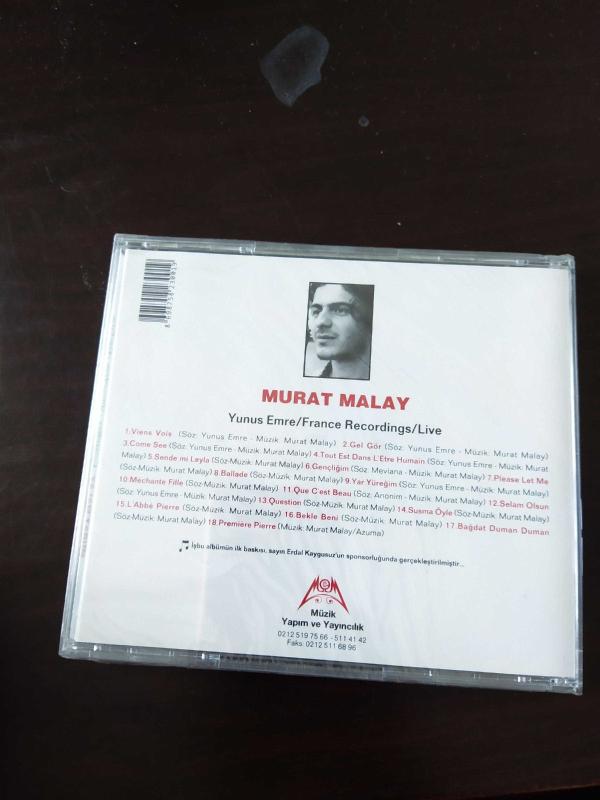 MURAT MALAY
Yunus Emre/France Recordings/Live
1.Viens Vois (Söz: Yunus Emre - Müzik: Murat Malay) 2.Gel Gör (Söz: Yunus Emre - Müzik: Murat Malay)
3.Come See (Söz: Yunus Emre - Müzik: Murat Malay) 4.Tout Est Dans L'Etre Humain (Söz: Yunus Emre - Müzik: Murat
Malay) 5.Sende mi Leyla (Söz-Müzik: Murat Malay) 6.Gençliğim (Söz: Mevlana - Müzik: Murat Malay) 7.Please Let Me
(Söz-Müzik: Murat Malay) 8.Ballade (Söz-Müzik: Murat Malay) 9.Yar Yüreğim (Söz: Yunus Emre - Müzik: Murat Malay)
10.Mechante Fille (Söz-Müzik: Murat Malay) 11.Que C'est Beau (Söz: Anonim - Müzik: Murat Malay) 12.Selam Olsun
(Söz: Yunus Emre - Müzik: Murat Malay) 13.Question (Söz-Müzik: Murat Malay) 14.Susma Öyle (Söz-Müzik: Murat Malay)
15.L'Abbé Pierre (Söz-Müzik: Murat Malay) 16.Bekle Beni (Söz-Müzik: Murat Malay) 17.Bağdat Duman Duman
(Söz-Müzik: Murat Malay) 18.Première Pierre (Müzik: Murat Malay/Azuma)
İşbu albümün ilk baskısı, sayın Erdal Kaygusuz'un sponsorluğunda gerçekleştirilmiştir...
Müzik
Yapım ve Yayıncılık
0212 519 75 66 - 511 41 42
Faks: 0212 511 68 96